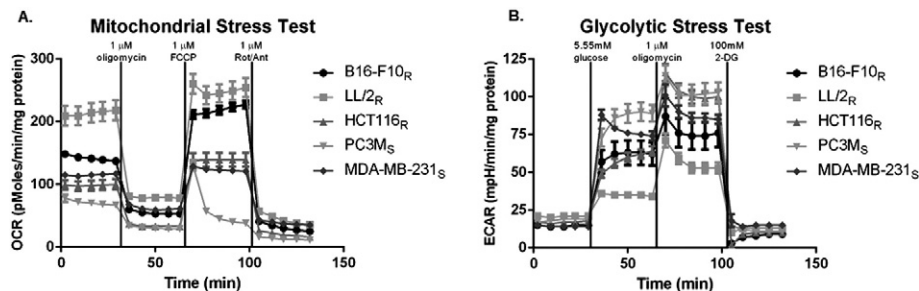 A.
Mitochondrial Stress Test
1 μM
oligomycin
1 μM
FCCP
1 μM
Rot/Ant
OCR (pMoles/min/mg protein)
300
200
100
0
0
50
100
150
Time (min)
B16-F10R
LL/2R
HCT116R
PC3MS
MDA-MB-231S
B.
Glycolytic Stress Test
5.55mM
glucose
1 μM
oligomycin
100mM
2-DG
ECAR (mpH/min/mg protein)
125
100
75
50
25
0
0
50
100
150
Time (min)
B16-F10R
LL/2R
HCT116R
PC3MS
MDA-MB-231S